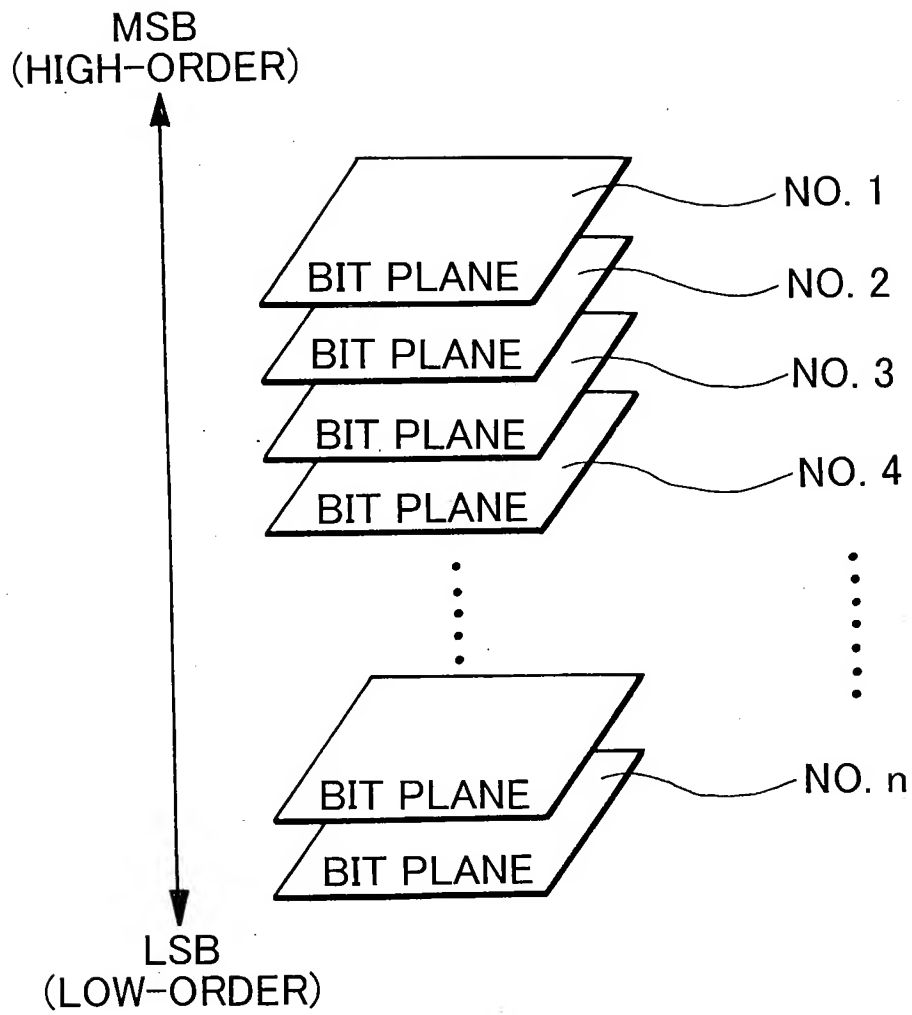 MSB
(HIGH-ORDER)
NO. 1
BIT PLANE
NO. 2
BIT PLANE
NO. 3
BIT PLANE
NO. 4
BIT PLANE
BIT PLANE
NO. n
BIT PLANE
LSB
(LOW-ORDER)